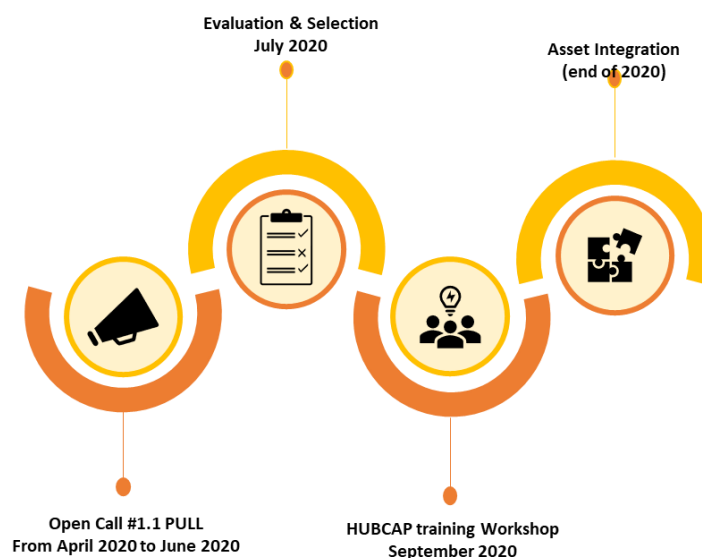 Evaluation & Selection
July 2020
Asset Integration
(end of 2020)
Open Call #1.1 PULL
From April 2020 to June 2020
HUBCAP training Workshop
September 2020